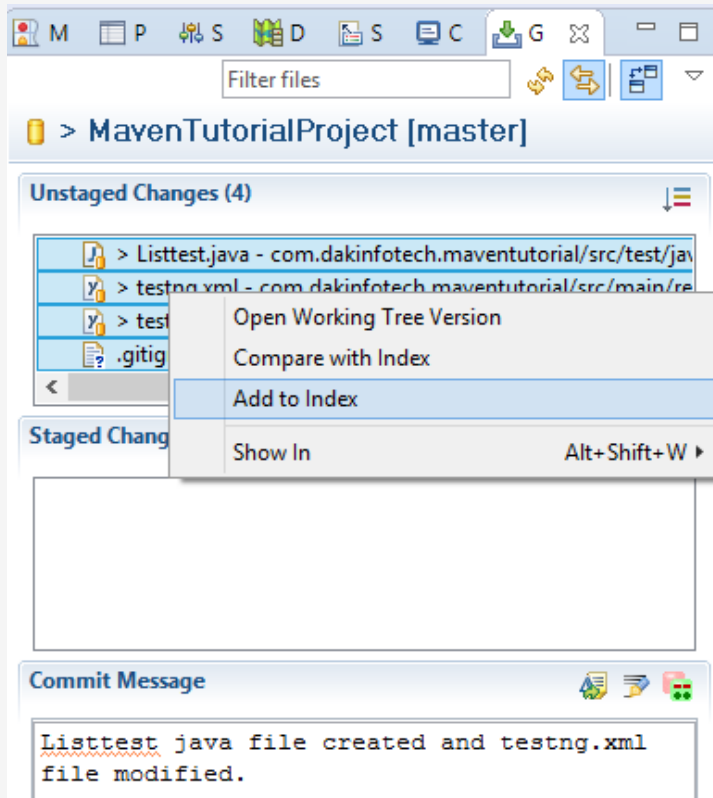 M P S D S C G
Filter files
> MavenTutorialProject [master]
Unstaged Changes (4)
> Listtest.java - com.dakinfotech.maventutorial/src/test/jav
> testng.xml - com.dakinfotech.maventutorial/src/main/re
> test
.gitig
Open Working Tree Version
Compare with Index
Add to Index
Show In Alt+Shift+W
Staged Chang
Commit Message
Listtest java file created and testng.xml
file modified.